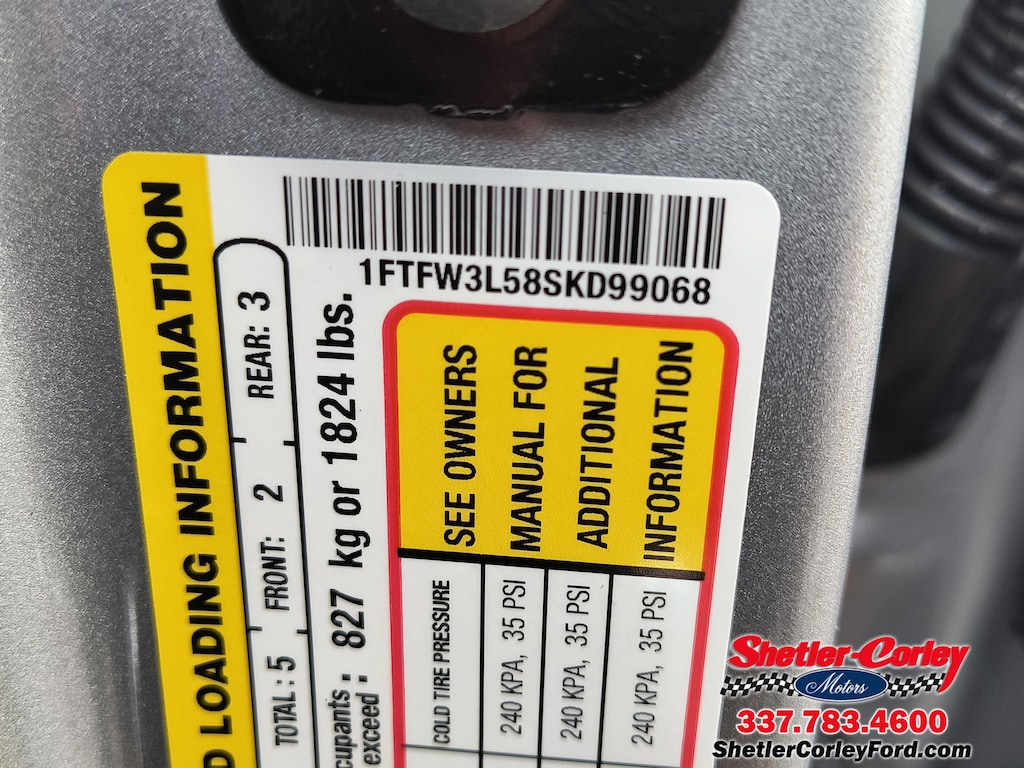 1FTFW3L58SKD99068
D LOADING INFORMATION
TOTAL : 5 FRONT: 2 REAR: 3
cupants :
exceed : 827 kg or 1824 lbs.
COLD TIRE PRESSURE
240 KPA, 35 PSI
240 KPA, 35 PSI
240 KPA, 35 PSI
SEE OWNERS
MANUAL FOR
ADDITIONAL
INFORMATION
Shetler-Corley
Motors
337.783.4600
ShetlerCorleyFord.com